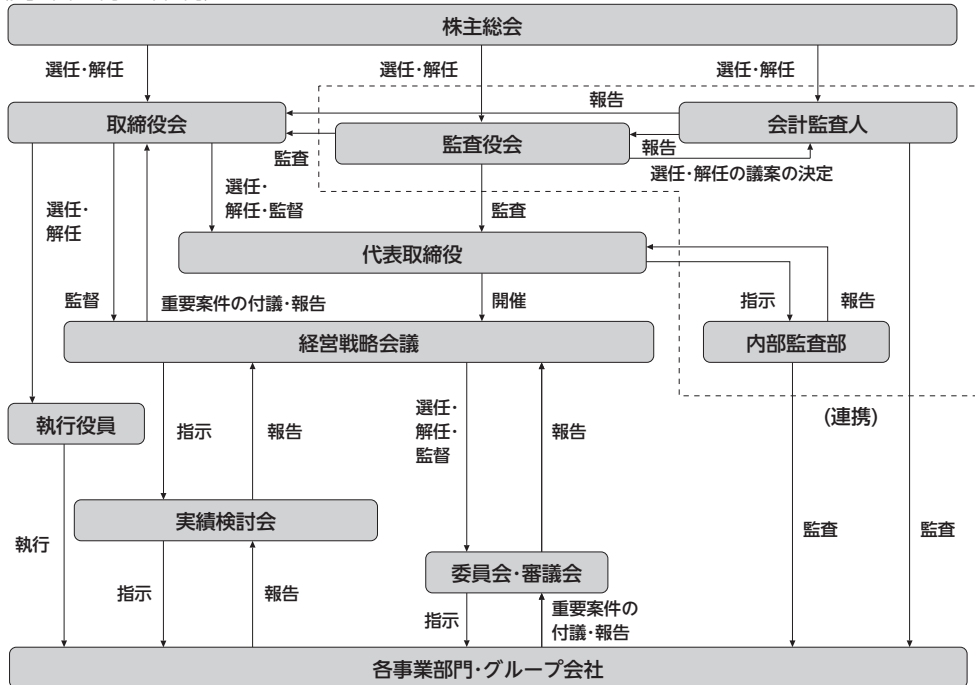 株主総会
選任・解任
選任・解任
選任・解任
報告
取締役会
監査役会
会計監査人
監査
報告
選任・解任の議案の決定
選任・
解任
選任・
解任・監督
監査
代表取締役
監督
重要案件の付議・報告
開催
指示
報告
経営戦略会議
内部監査部
執行役員
指示
報告
選任・
解任・
監督
報告
(連携)
実績検討会
執行
監査
監査
委員会・審議会
指示
報告
指示
重要案件の
付議・報告
各事業部門・グループ会社